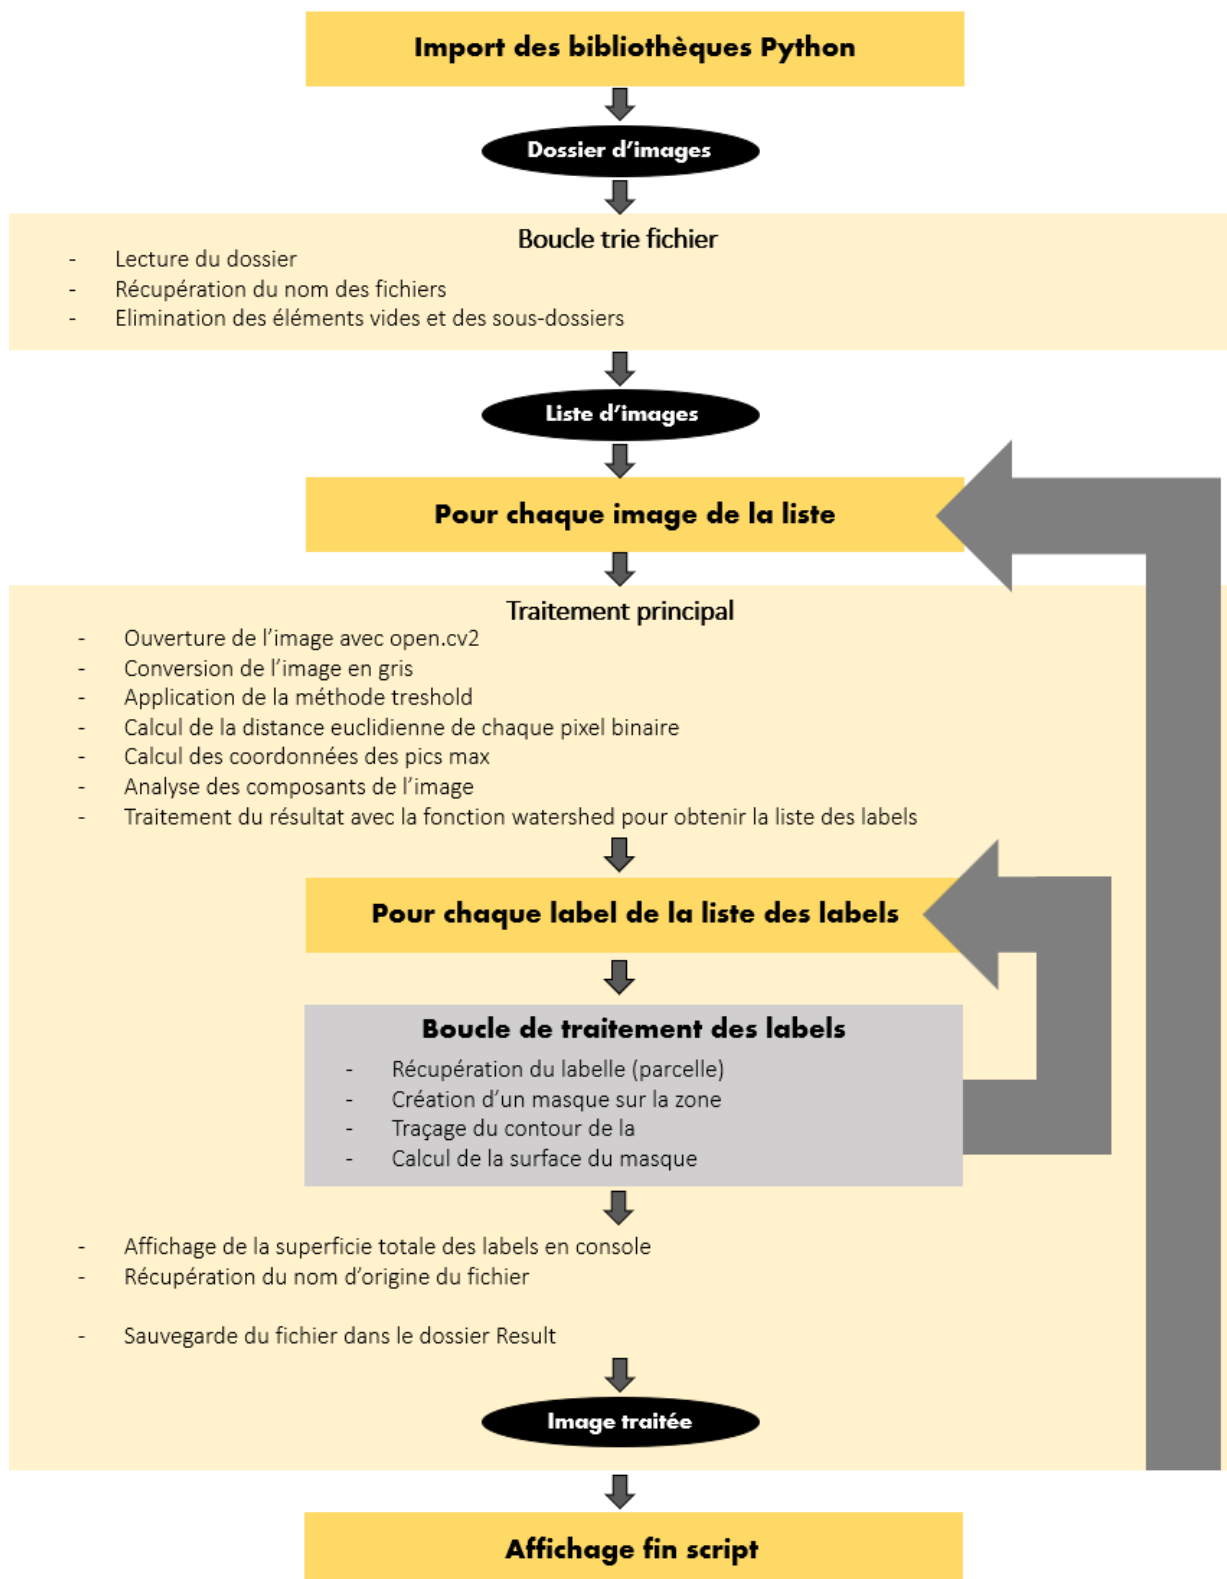 Import des bibliothèques Python
Dossier d’images
Boucle trie fichier
- Lecture du dossier
- Récupération du nom des fichiers
- Elimination des éléments vides et des sous-dossiers
Liste d’images
Pour chaque image de la liste
Traitement principal
- Ouverture de l’image avec open.cv2
- Conversion de l’image en gris
- Application de la méthode treshold
- Calcul de la distance euclidienne de chaque pixel binaire
- Calcul des coordonnées des pics max
- Analyse des composants de l’image
- Traitement du résultat avec la fonction watershed pour obtenir la liste des labels
Pour chaque label de la liste des labels
Boucle de traitement des labels
- Récupération du labelle (parcelle)
- Création d’un masque sur la zone
- Traçage du contour de la
- Calcul de la surface du masque
- Affichage de la superficie totale des labels en console
- Récupération du nom d’origine du fichier
- Sauvegarde du fichier dans le dossier Result
Image traitée
Affichage fin script